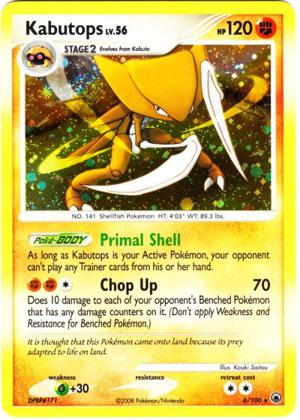 Kabutops LV.56
HP 120
STAGE 2 Evolves from Kabuto
NO. 141 Shellfish Pokémon HT: 4'03" WT: 89.3 lbs.
Poké-BODY Primal Shell
As long as Kabutops is your Active Pokémon, your opponent
can't play any Trainer cards from his or her hand.
Chop Up 70
Does 10 damage to each of your opponent's Benched Pokémon
that has any damage counters on it. (Don't apply Weakness and
Resistance for Benched Pokémon.)
It is thought that this Pokémon came onto land because its prey
adapted to life on land.
weakness resistance retreat cost
+30
Illus. Kouki Saitou
DPBP#171 ©2008 Pokémon/Nintendo 6/100 ★